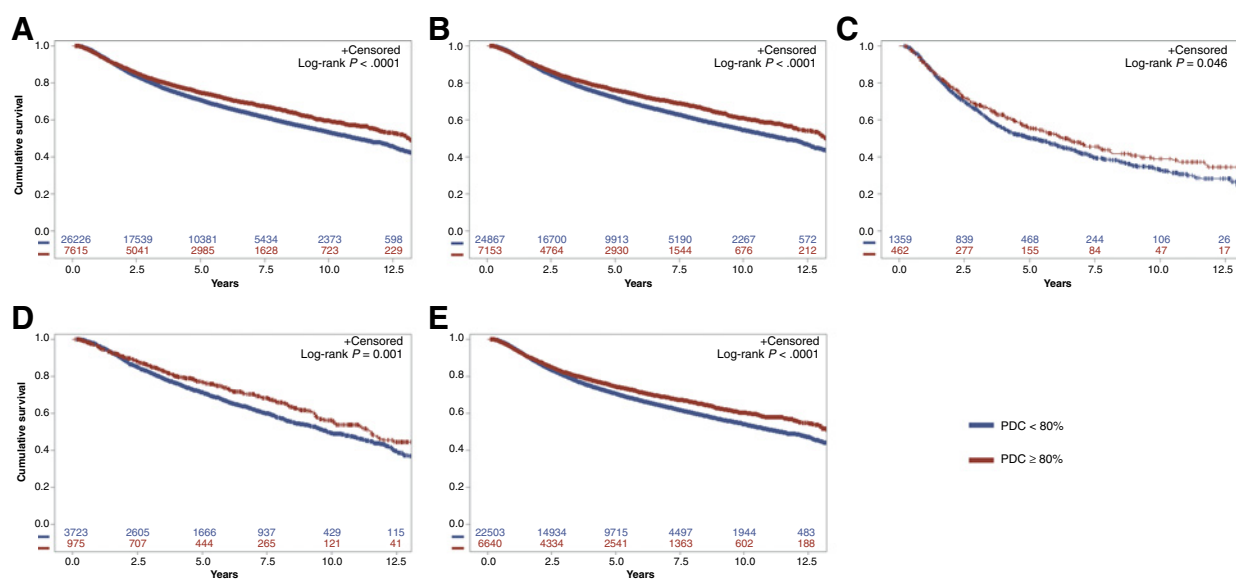 A
+Censored
Log-rank P < .0001
Cumulative survival
1.0
0.8
0.6
0.4
0.2
0.0
26226 17539 10381 5434 2373 598
7615 5041 2985 1628 723 229
0.0 2.5 5.0 7.5 10.0 12.5
Years
B
+Censored
Log-rank P < .0001
1.0
0.8
0.6
0.4
0.2
0.0
24867 16700 9913 5190 2267 572
7153 4764 2930 1544 676 212
0.0 2.5 5.0 7.5 10.0 12.5
Years
C
+Censored
Log-rank P = 0.046
1.0
0.8
0.6
0.4
0.2
0.0
1359 839 468 244 106 26
462 277 155 84 47 17
0.0 2.5 5.0 7.5 10.0 12.5
Years
D
+Censored
Log-rank P = 0.001
Cumulative survival
1.0
0.8
0.6
0.4
0.2
0.0
3723 2605 1666 937 429 115
975 707 444 265 121 41
0.0 2.5 5.0 7.5 10.0 12.5
Years
E
+Censored
Log-rank P < .0001
1.0
0.8
0.6
0.4
0.2
0.0
22503 14934 9715 4497 1944 483
6640 4334 2541 1363 602 188
0.0 2.5 5.0 7.5 10.0 12.5
Years
PDC < 80%
PDC ≥ 80%